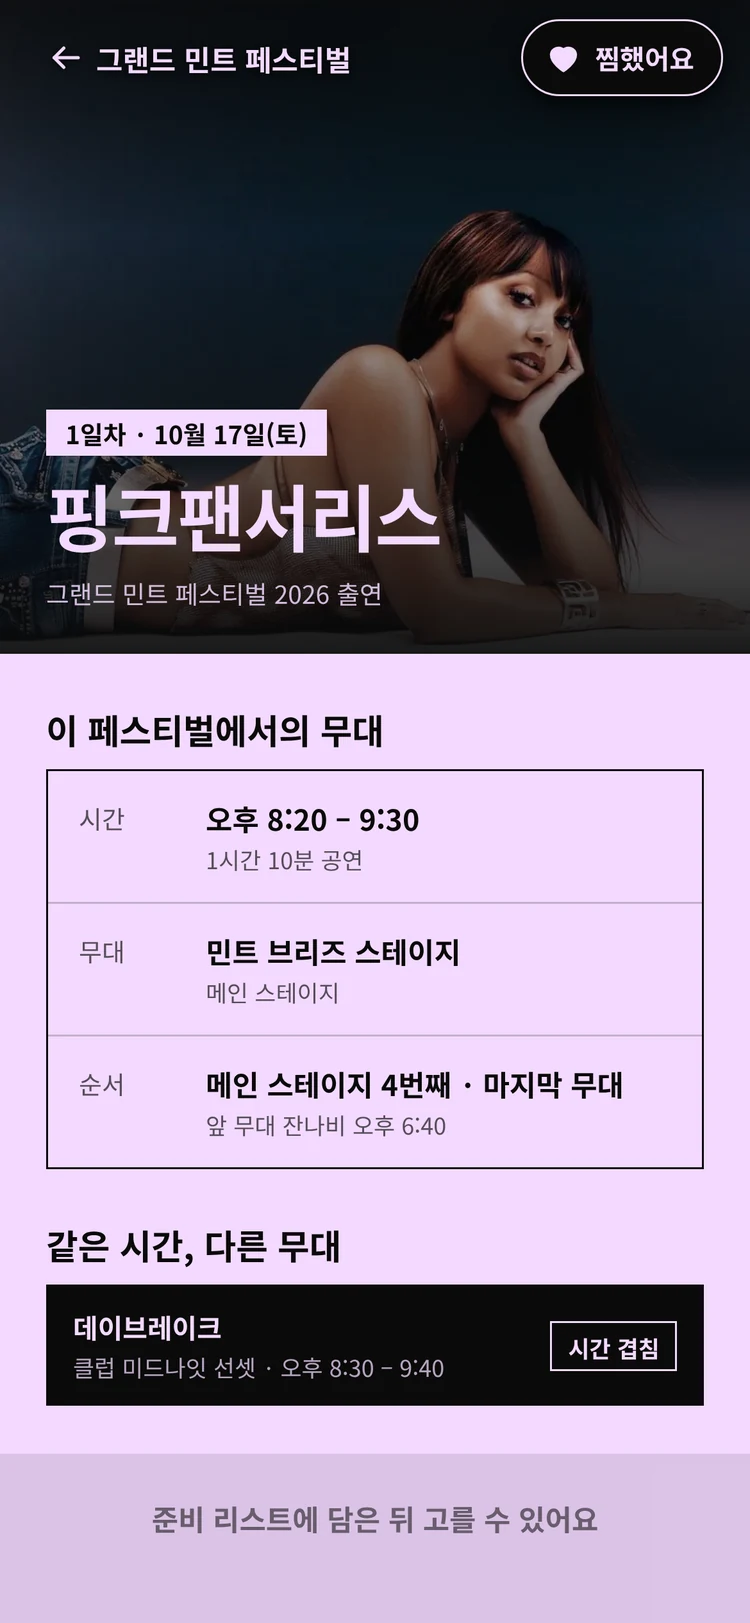 ← 그랜드 민트 페스티벌
찜했어요
1일차 · 10월 17일(토)
핑크팬서리스
그랜드 민트 페스티벌 2026 출연
이 페스티벌에서의 무대
시간
오후 8:20 – 9:30
1시간 10분 공연
무대
민트 브리즈 스테이지
메인 스테이지
순서
메인 스테이지 4번째 · 마지막 무대
앞 무대 잔나비 오후 6:40
같은 시간, 다른 무대
데이브레이크
클럽 미드나잇 선셋 · 오후 8:30 – 9:40
시간 겹침
준비 리스트에 담은 뒤 고를 수 있어요